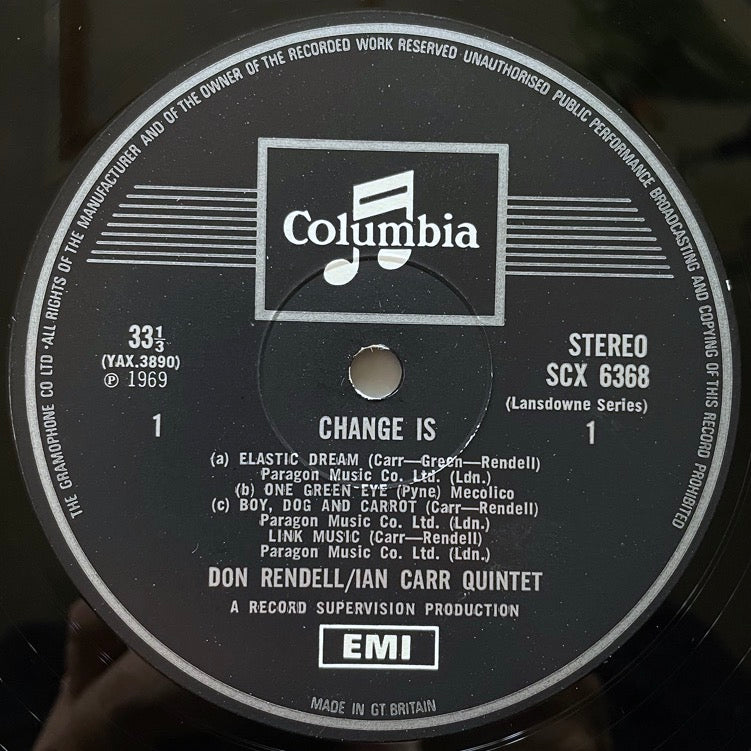 THE GRAMOPHONE CO LTD · ALL RIGHTS OF THE MANUFACTURER AND OF THE OWNER OF THE RECORDED WORK RESERVED · UNAUTHORISED PUBLIC PERFORMANCE BROADCASTING AND COPYING OF THIS RECORD PROHIBITED
Columbia
33⅓
(YAX.3890)
Ⓟ 1969
1
STEREO
SCX 6368
(Lansdowne Series)
1
CHANGE IS
(a) ELASTIC DREAM (Carr—Green—Rendell)
Paragon Music Co. Ltd. (Ldn.)
(b) ONE GREEN EYE (Pyne) Mecolico
(c) BOY, DOG AND CARROT (Carr—Rendell)
Paragon Music Co. Ltd. (Ldn.)
LINK MUSIC (Carr—Rendell)
Paragon Music Co. Ltd. (Ldn.)
DON RENDELL/IAN CARR QUINTET
A RECORD SUPERVISION PRODUCTION
EMI
MADE IN GT BRITAIN